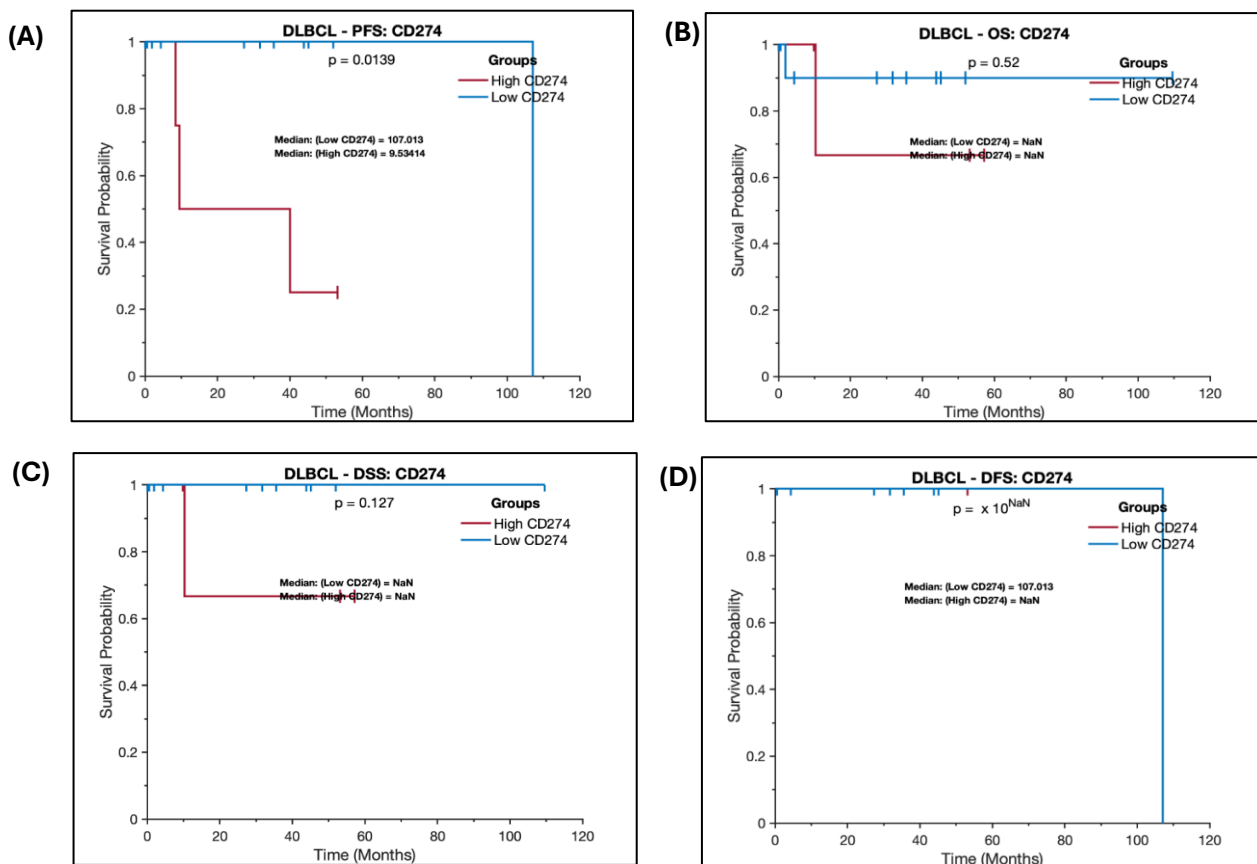 (A)
DLBCL - PFS: CD274
p = 0.0139
Groups
High CD274
Low CD274
Median: (Low CD274) = 107.013
Median: (High CD274) = 9.53414
Survival Probability
1
0.8
0.6
0.4
0.2
0
0 20 40 60 80 100 120
Time (Months)
(B)
DLBCL - OS: CD274
p = 0.52
Groups
High CD274
Low CD274
Median: (Low CD274) = NaN
Median: (High CD274) = NaN
Survival Probability
1
0.8
0.6
0.4
0.2
0
0 20 40 60 80 100 120
Time (Months)
(C)
DLBCL - DSS: CD274
p = 0.127
Groups
High CD274
Low CD274
Median: (Low CD274) = NaN
Median: (High CD274) = NaN
Survival Probability
1
0.8
0.6
0.4
0.2
0
0 20 40 60 80 100 120
Time (Months)
(D)
DLBCL - DFS: CD274
p = x 10^NaN
Groups
High CD274
Low CD274
Median: (Low CD274) = 107.013
Median: (High CD274) = NaN
Survival Probability
1
0.8
0.6
0.4
0.2
0
0 20 40 60 80 100 120
Time (Months)